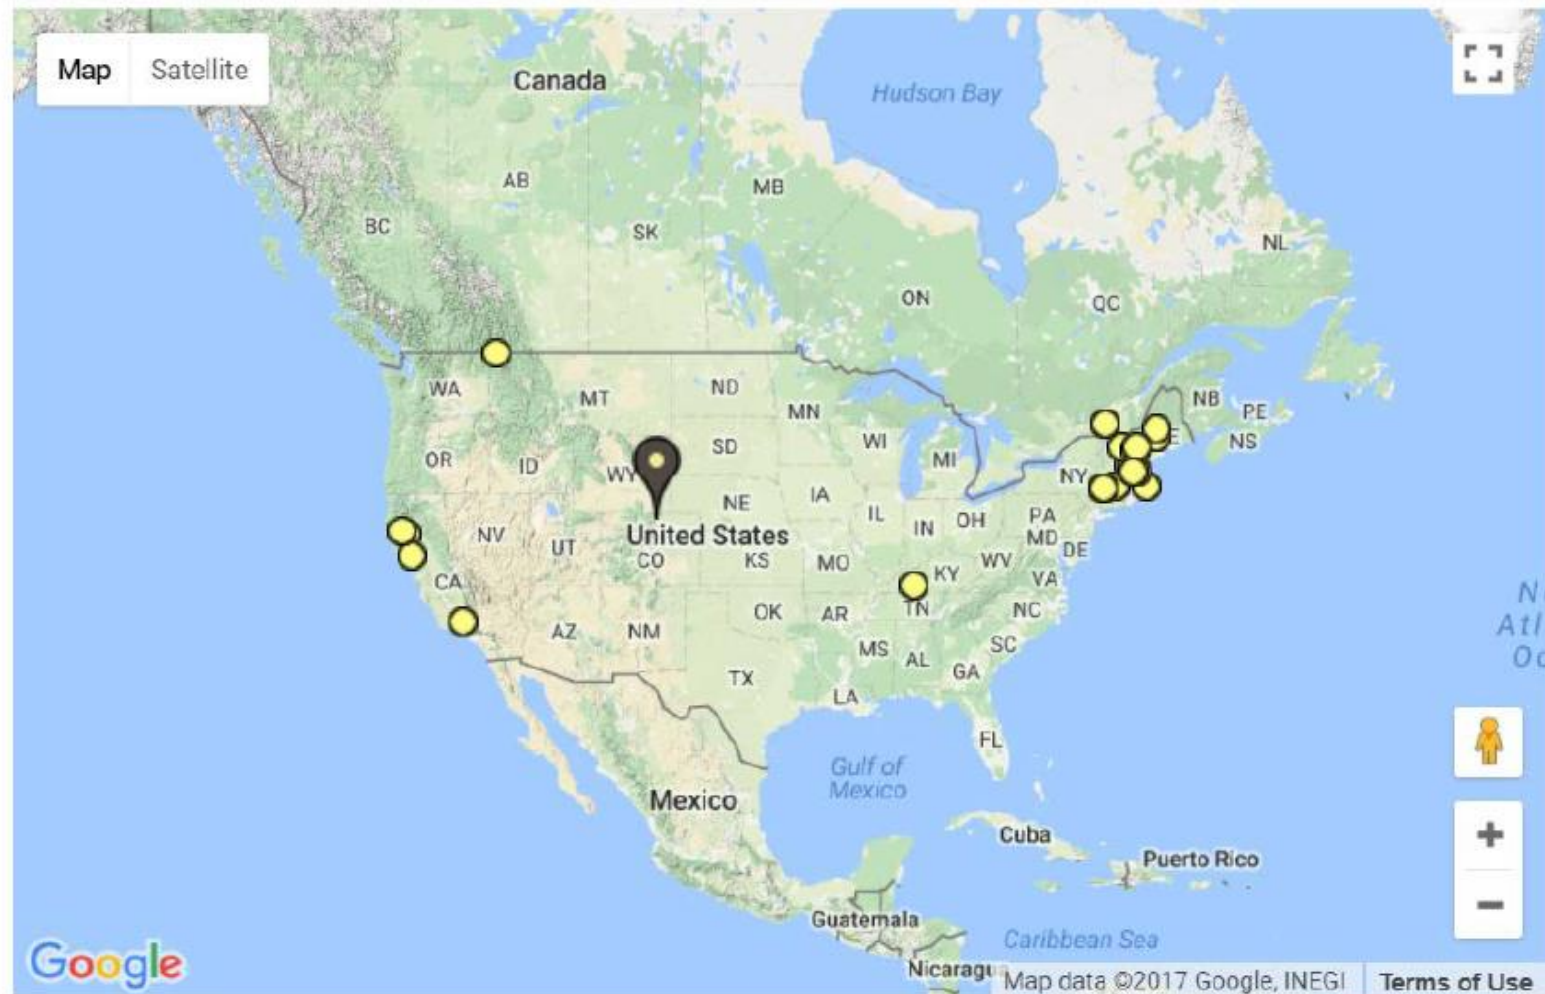 Map Satellite
Canada
Hudson Bay
AB
MB
BC
SK
NL
ON
QC
WA
MT
ND
MN
NB
PE
OR
ID
WY
SD
WI
MI
NY
E
NS
NE
IA
IL
IN
OH
PA
NV
UT
United States
CO
KS
MO
KY
WV
MD
DE
CA
VA
AZ
NM
OK
AR
TN
NC
MS
AL
GA
SC
TX
LA
FL
Gulf of
Mexico
Mexico
Cuba
Puerto Rico
Guatemala
Caribbean Sea
Nicaragu
Google
Map data ©2017 Google, INEGI Terms of Use